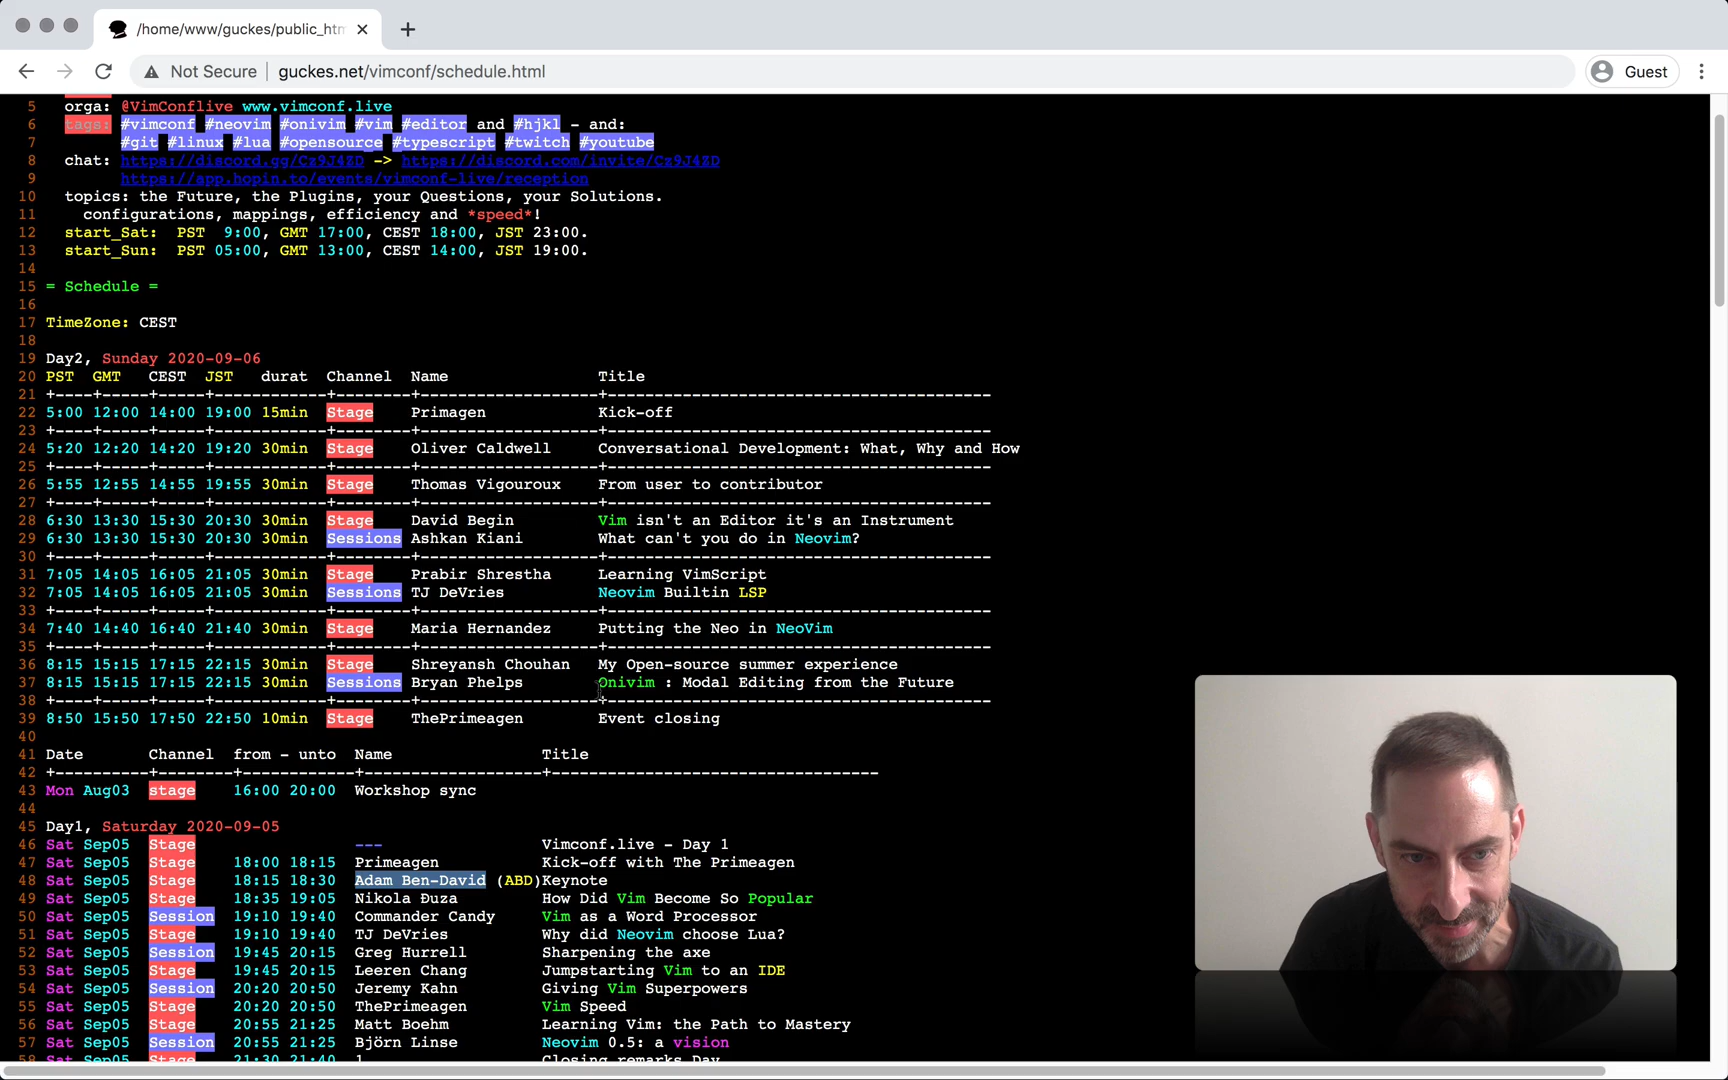 /home/www/guckes/public_htm
Not Secure | guckes.net/vimconf/schedule.html Guest
5 orga: @VimConflive www.vimconf.live
6 tags: #vimconf #neovim #onivim #vim #editor and #hjkl - and:
7 #git #linux #lua #opensource #typescript #twitch #youtube
8 chat: https://discord.gg/Cz9J4ZD -> https://discord.com/invite/Cz9J4ZD
9 https://app.hopin.to/events/vimconf-live/reception
10 topics: the Future, the Plugins, your Questions, your Solutions.
11 configurations, mappings, efficiency and *speed*!
12 start_Sat: PST 9:00, GMT 17:00, CEST 18:00, JST 23:00.
13 start_Sun: PST 05:00, GMT 13:00, CEST 14:00, JST 19:00.
14
15 = Schedule =
16
17 TimeZone: CEST
18
19 Day2, Sunday 2020-09-06
20 PST GMT CEST JST durat Channel Name Title
21 +----+-----+-----+------------+--------+-------------------+-----------------------------------------
22 5:00 12:00 14:00 19:00 15min Stage Primagen Kick-off
23 +----+-----+-----+------------+--------+-------------------+-----------------------------------------
24 5:20 12:20 14:20 19:20 30min Stage Oliver Caldwell Conversational Development: What, Why and How
25 +----+-----+-----+------------+--------+-------------------+-----------------------------------------
26 5:55 12:55 14:55 19:55 30min Stage Thomas Vigouroux From user to contributor
27 +----+-----+-----+------------+--------+-------------------+-----------------------------------------
28 6:30 13:30 15:30 20:30 30min Stage David Begin Vim isn't an Editor it's an Instrument
29 6:30 13:30 15:30 20:30 30min Sessions Ashkan Kiani What can't you do in Neovim?
30 +----+-----+-----+------------+--------+-------------------+-----------------------------------------
31 7:05 14:05 16:05 21:05 30min Stage Prabir Shrestha Learning VimScript
32 7:05 14:05 16:05 21:05 30min Sessions TJ DeVries Neovim Builtin LSP
33 +----+-----+-----+------------+--------+-------------------+-----------------------------------------
34 7:40 14:40 16:40 21:40 30min Stage Maria Hernandez Putting the Neo in NeoVim
35 +----+-----+-----+------------+--------+-------------------+-----------------------------------------
36 8:15 15:15 17:15 22:15 30min Stage Shreyansh Chouhan My Open-source summer experience
37 8:15 15:15 17:15 22:15 30min Sessions Bryan Phelps Onivim : Modal Editing from the Future
38 +----+-----+-----+------------+--------+-------------------+-----------------------------------------
39 8:50 15:50 17:50 22:50 10min Stage ThePrimeagen Event closing
40
41 Date Channel from - unto Name Title
42 +----------+--------+------------+-------------------+-----------------------------------
43 Mon Aug03 stage 16:00 20:00 Workshop sync
44
45 Day1, Saturday 2020-09-05
46 Sat Sep05 Stage --- Vimconf.live - Day 1
47 Sat Sep05 Stage 18:00 18:15 Primeagen Kick-off with The Primeagen
48 Sat Sep05 Stage 18:15 18:30 Adam Ben-David (ABD)Keynote
49 Sat Sep05 Stage 18:35 19:05 Nikola Đuza How Did Vim Become So Popular
50 Sat Sep05 Session 19:10 19:40 Commander Candy Vim as a Word Processor
51 Sat Sep05 Stage 19:10 19:40 TJ DeVries Why did Neovim choose Lua?
52 Sat Sep05 Session 19:45 20:15 Greg Hurrell Sharpening the axe
53 Sat Sep05 Stage 19:45 20:15 Leeren Chang Jumpstarting Vim to an IDE
54 Sat Sep05 Session 20:20 20:50 Jeremy Kahn Giving Vim Superpowers
55 Sat Sep05 Stage 20:20 20:50 ThePrimeagen Vim Speed
56 Sat Sep05 Stage 20:55 21:25 Matt Boehm Learning Vim: the Path to Mastery
57 Sat Sep05 Session 20:55 21:25 Björn Linse Neovim 0.5: a vision
58 Sat Sep05 Stage 21:30 21:40 Closing remarks Day